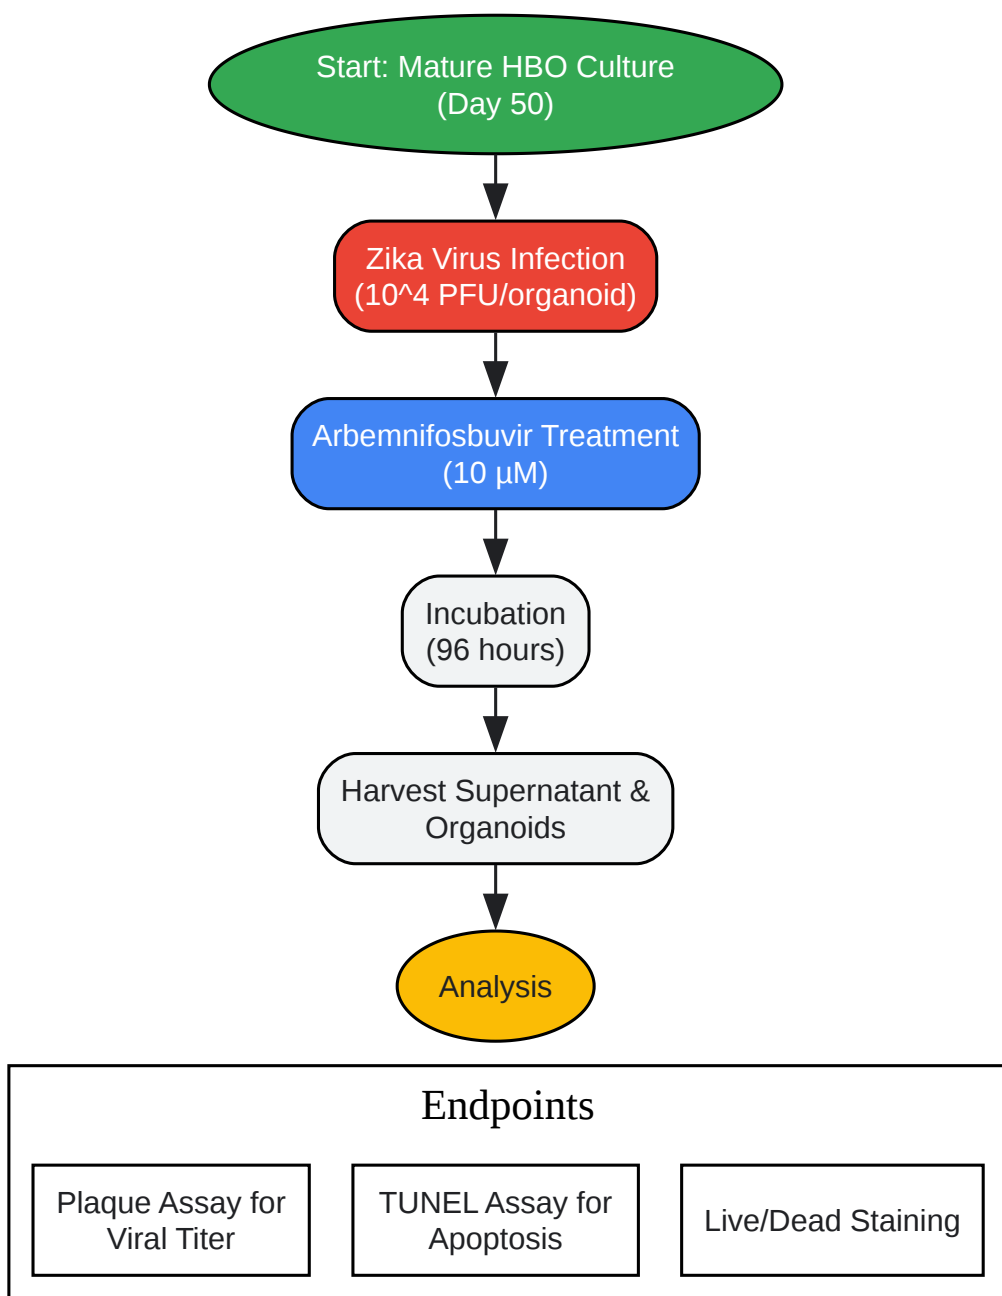 Start: Mature HBO Culture
(Day 50)
Zika Virus Infection
(10^4 PFU/organoid)
Arbemnifosbuvir Treatment
(10 µM)
Incubation
(96 hours)
Harvest Supernatant &
Organoids
Analysis
Endpoints
Plaque Assay for
Viral Titer
TUNEL Assay for
Apoptosis
Live/Dead Staining